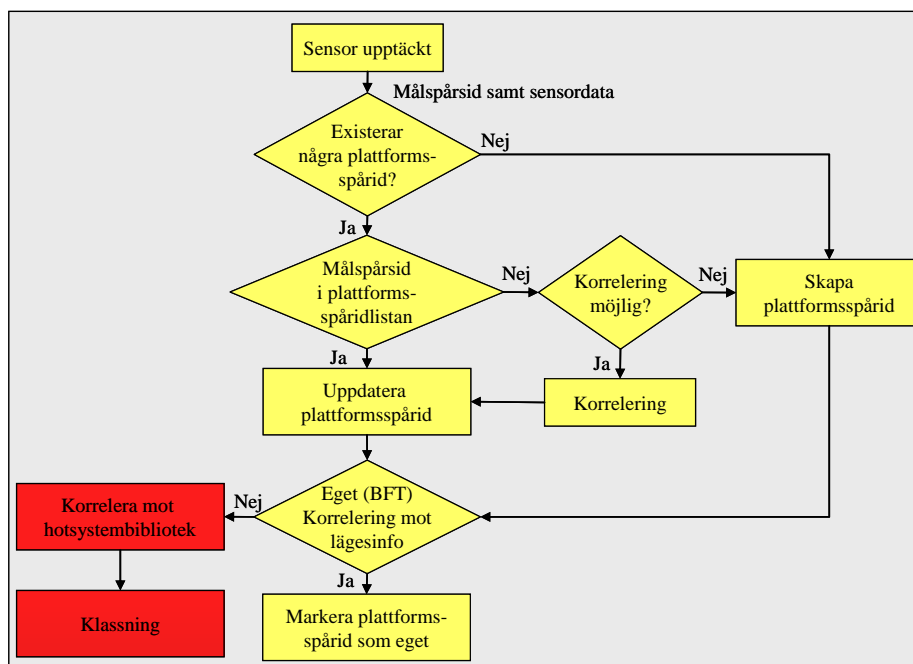 Sensor upptäckt
Målspårsid samt sensordata
Existerar
några plattforms-
spårid?
Nej
Ja
Målspårsid
i plattforms-
spåridlistan
Nej
Korrelering
möjlig?
Nej
Skapa
plattformsspårid
Ja
Ja
Uppdatera
plattformsspårid
Korrelering
Eget (BFT)
Korrelering mot
lägesinfo
Nej
Korrelera mot
hotsystembibliotek
Ja
Klassning
Markera plattforms-
spårid som eget